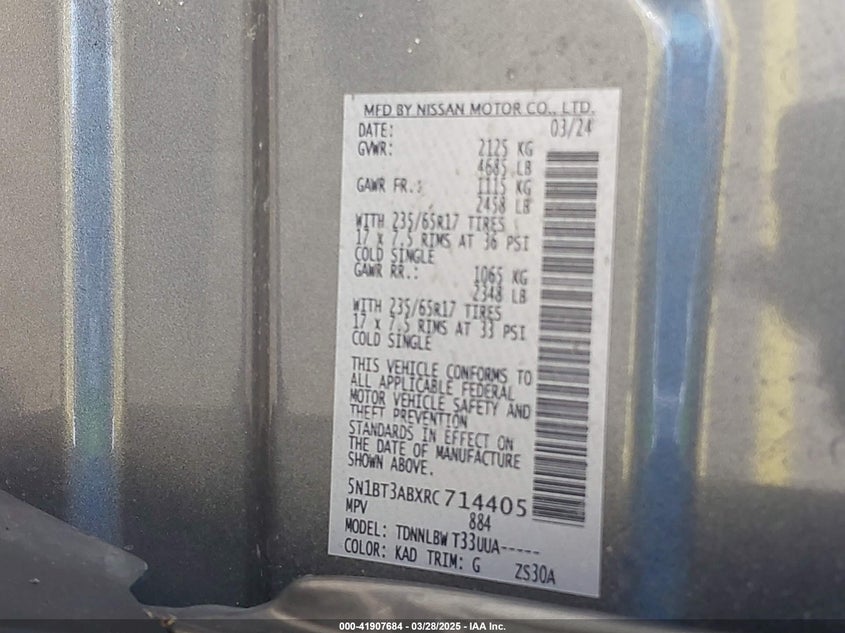 MFD BY NISSAN MOTOR CO., LTD.
DATE: 03/24
GVWR: 2125 KG
4685 LB
GAWR FR.: 1115 KG
2458 LB
WITH 235/65R17 TIRES
17 x 7.5 RIMS AT 36 PSI
COLD SINGLE
GAWR RR.: 1065 KG
2348 LB
WITH 235/65R17 TIRES
17 x 7.5 RIMS AT 33 PSI
COLD SINGLE
THIS VEHICLE CONFORMS TO
ALL APPLICABLE FEDERAL
MOTOR VEHICLE SAFETY AND
THEFT PREVENTION
STANDARDS IN EFFECT ON
THE DATE OF MANUFACTURE
SHOWN ABOVE.
5N1BT3ABXRC714405
MPV 884
MODEL: TDNNLBW T33UUA-----
COLOR: KAD TRIM: G ZS30A
000-41907684 - 03/28/2025 - IAA Inc.